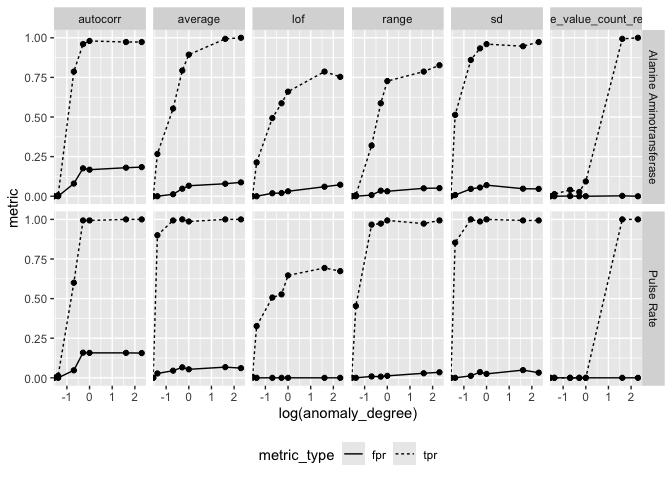 autocorr average lof range sd e_value_count_re
1.00
0.75
0.50
0.25
0.00
Alanine Aminotransferase
1.00
0.75
0.50
0.25
0.00
Pulse Rate
metric
-1 0 1 2 -1 0 1 2 -1 0 1 2 -1 0 1 2 -1 0 1 2 -1 0 1 2
log(anomaly_degree)
metric_type fpr tpr